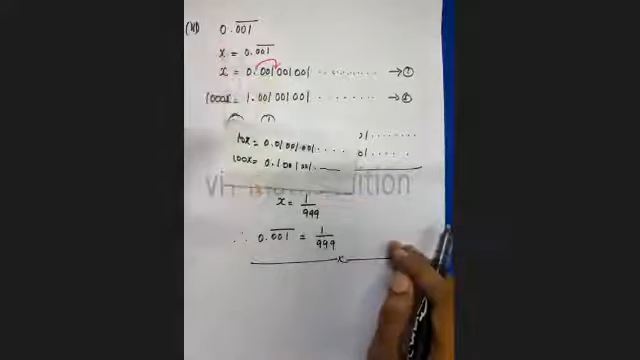 0.001̅
x = 0.001̅
x = 0.001001001 .......... → ①
1000x = 1.001001001 .......... → ②
10x = 0.01001001.....
100x = 0.1001001....
x = 1/999
∴ 0.001̅ = 1/999
x